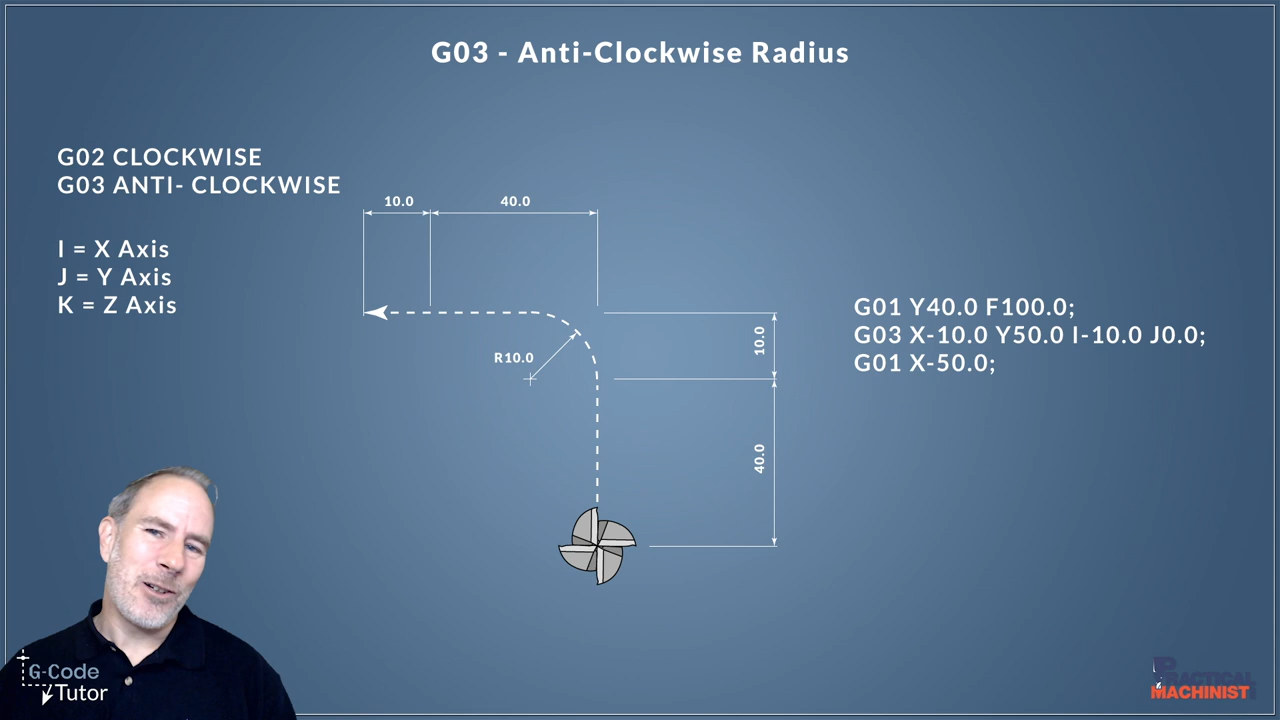 G03 - Anti-Clockwise Radius
G02 CLOCKWISE
G03 ANTI- CLOCKWISE
I = X Axis
J = Y Axis
K = Z Axis
10.0
40.0
R10.0
10.0
40.0
G01 Y40.0 F100.0;
G03 X-10.0 Y50.0 I-10.0 J0.0;
G01 X-50.0;
G-Code
Tutor
PRACTICAL
MACHINIST